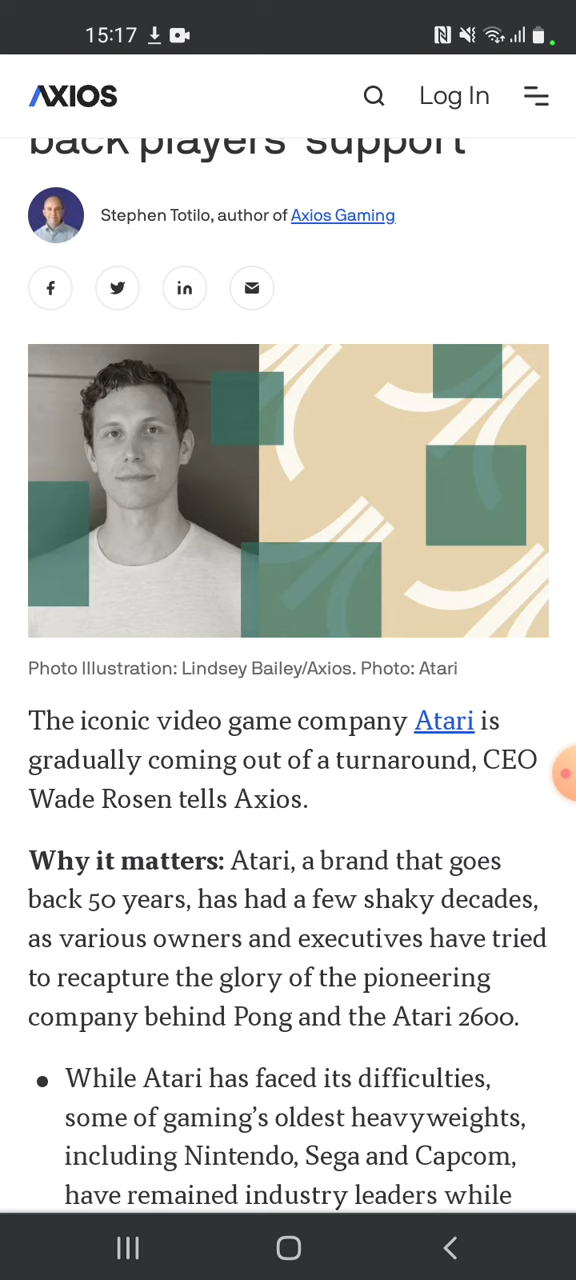 15:17
AXIOS
Log In
back players' support
Stephen Totilo, author of Axios Gaming
Photo Illustration: Lindsey Bailey/Axios. Photo: Atari
The iconic video game company Atari is
gradually coming out of a turnaround, CEO
Wade Rosen tells Axios.
Why it matters: Atari, a brand that goes
back 50 years, has had a few shaky decades,
as various owners and executives have tried
to recapture the glory of the pioneering
company behind Pong and the Atari 2600.
• While Atari has faced its difficulties,
some of gaming’s oldest heavyweights,
including Nintendo, Sega and Capcom,
have remained industry leaders while